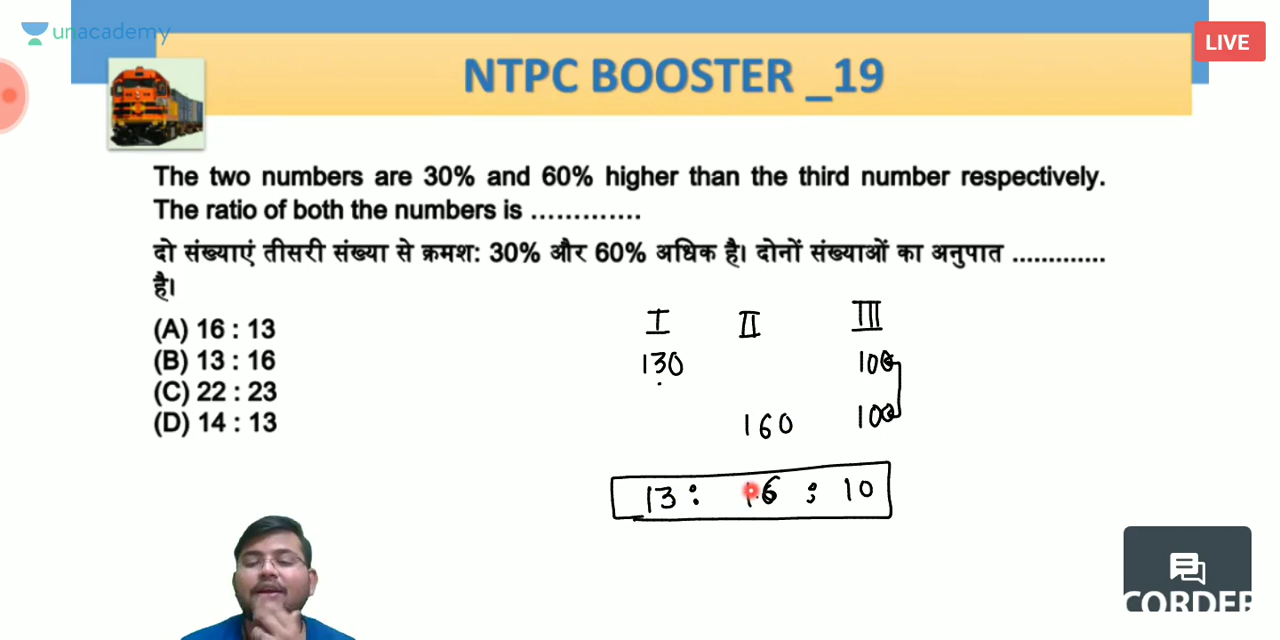 unacademy
LIVE
NTPC BOOSTER _19
The two numbers are 30% and 60% higher than the third number respectively.
The ratio of both the numbers is .............
दो संख्याएं तीसरी संख्या से क्रमश: 30% और 60% अधिक है। दोनों संख्याओं का अनुपात .............
है।
(A) 16 : 13
(B) 13 : 16
(C) 22 : 23
(D) 14 : 13
I II III
130 100
160 100
13 : 16 : 10
CORDER